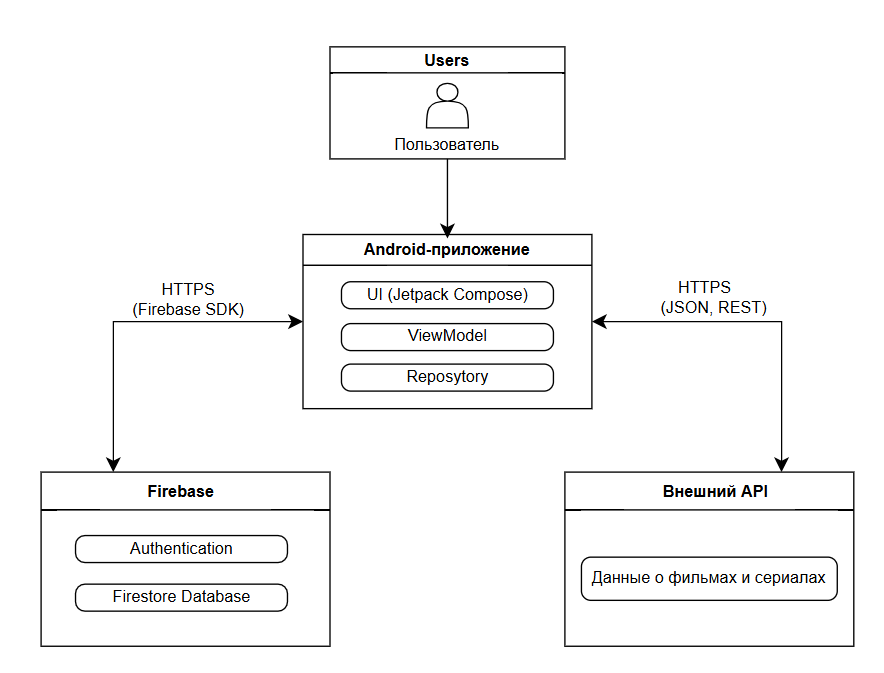 Users
Пользователь
Android-приложение
HTTPS
(Firebase SDK)
UI (Jetpack Compose)
ViewModel
Reposytory
HTTPS
(JSON, REST)
Firebase
Authentication
Firestore Database
Внешний API
Данные о фильмах и сериалах